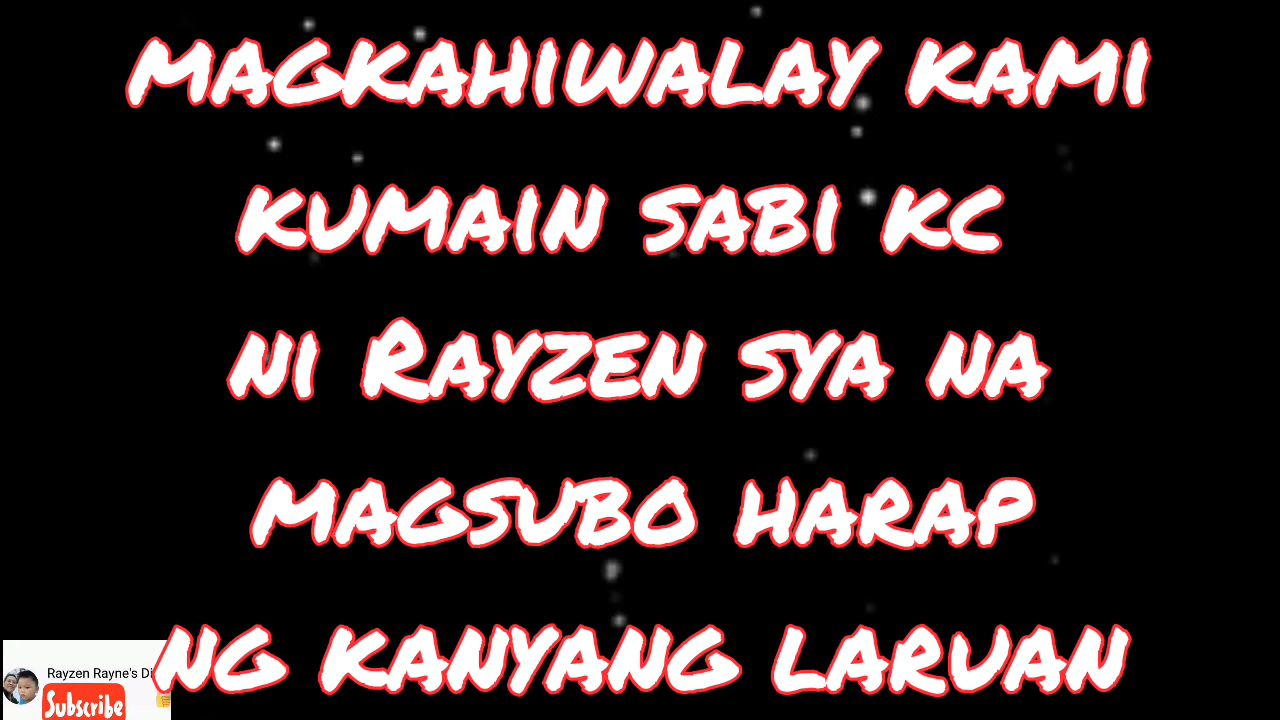 MAGKAHIWALAY KAMI
KUMAIN SABI KC
NI RAYZEN SYA NA
MAGSUBO HARAP
NG KANYANG LARUAN
Rayzen Rayne's Di
Subscribe